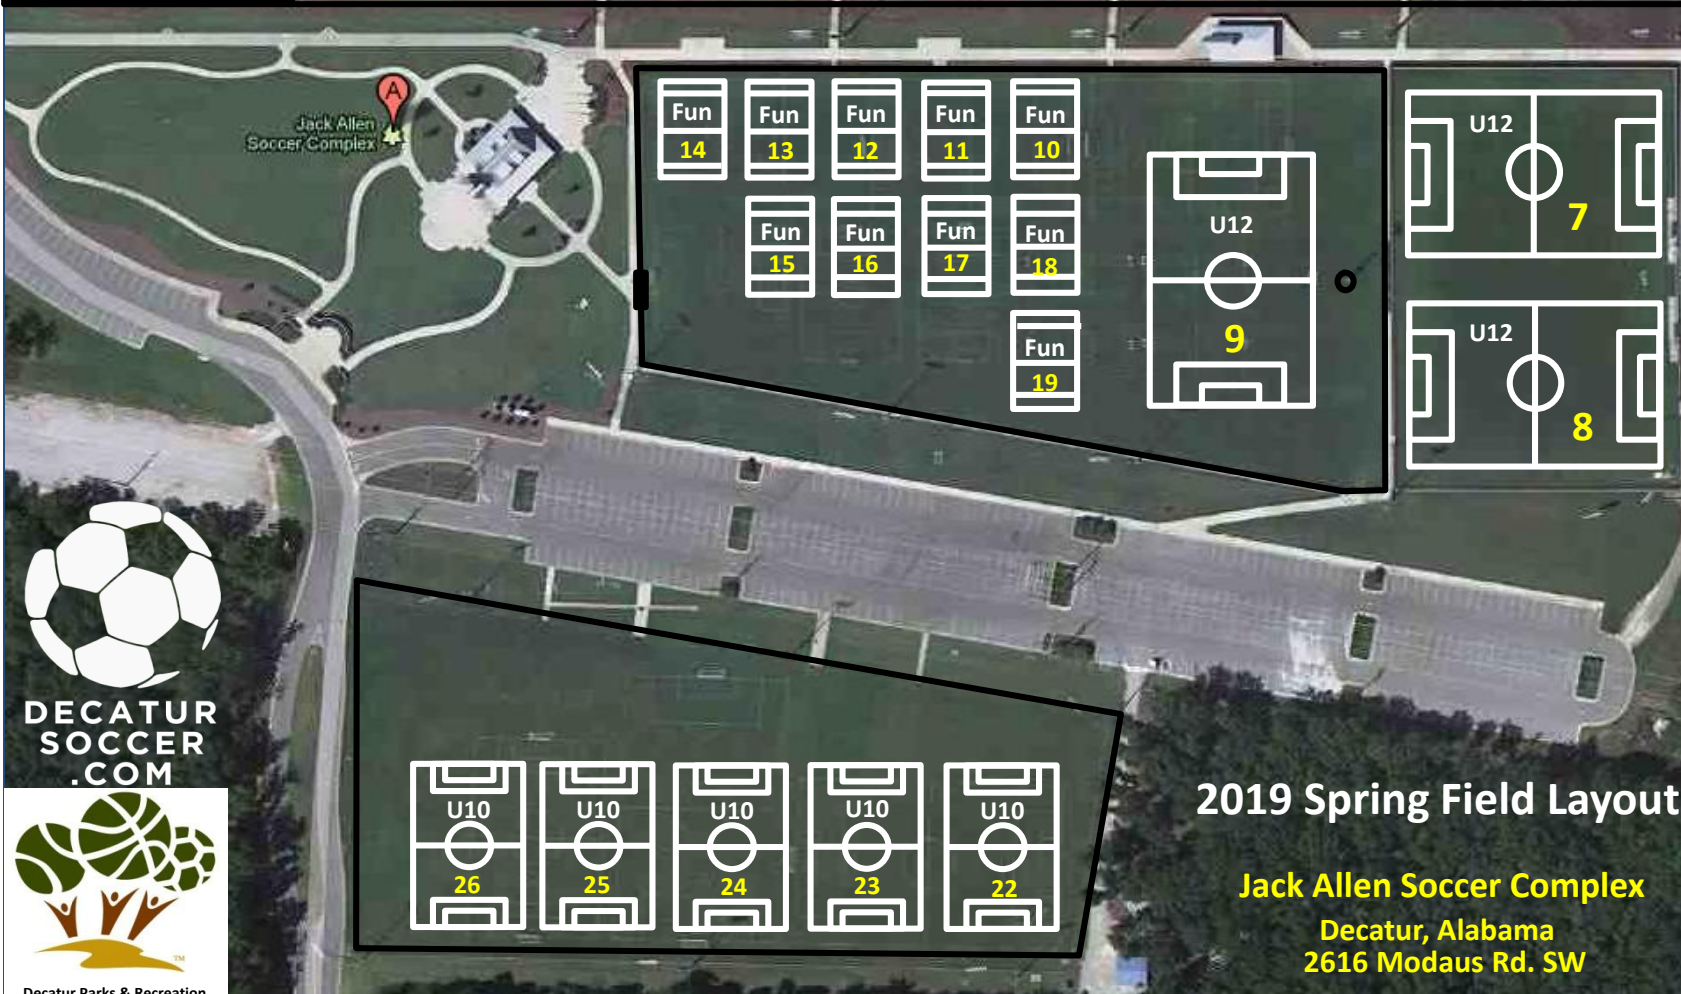 Jack Allen
Soccer Complex
A
Fun
14
Fun
13
Fun
12
Fun
11
Fun
10
Fun
15
Fun
16
Fun
17
Fun
18
Fun
19
U12
9
U12
7
U12
8
DECATUR
SOCCER
.COM
TM
Decatur Parks & Recreation
U10
26
U10
25
U10
24
U10
23
U10
22
2019 Spring Field Layout
Jack Allen Soccer Complex
Decatur, Alabama
2616 Modaus Rd. SW